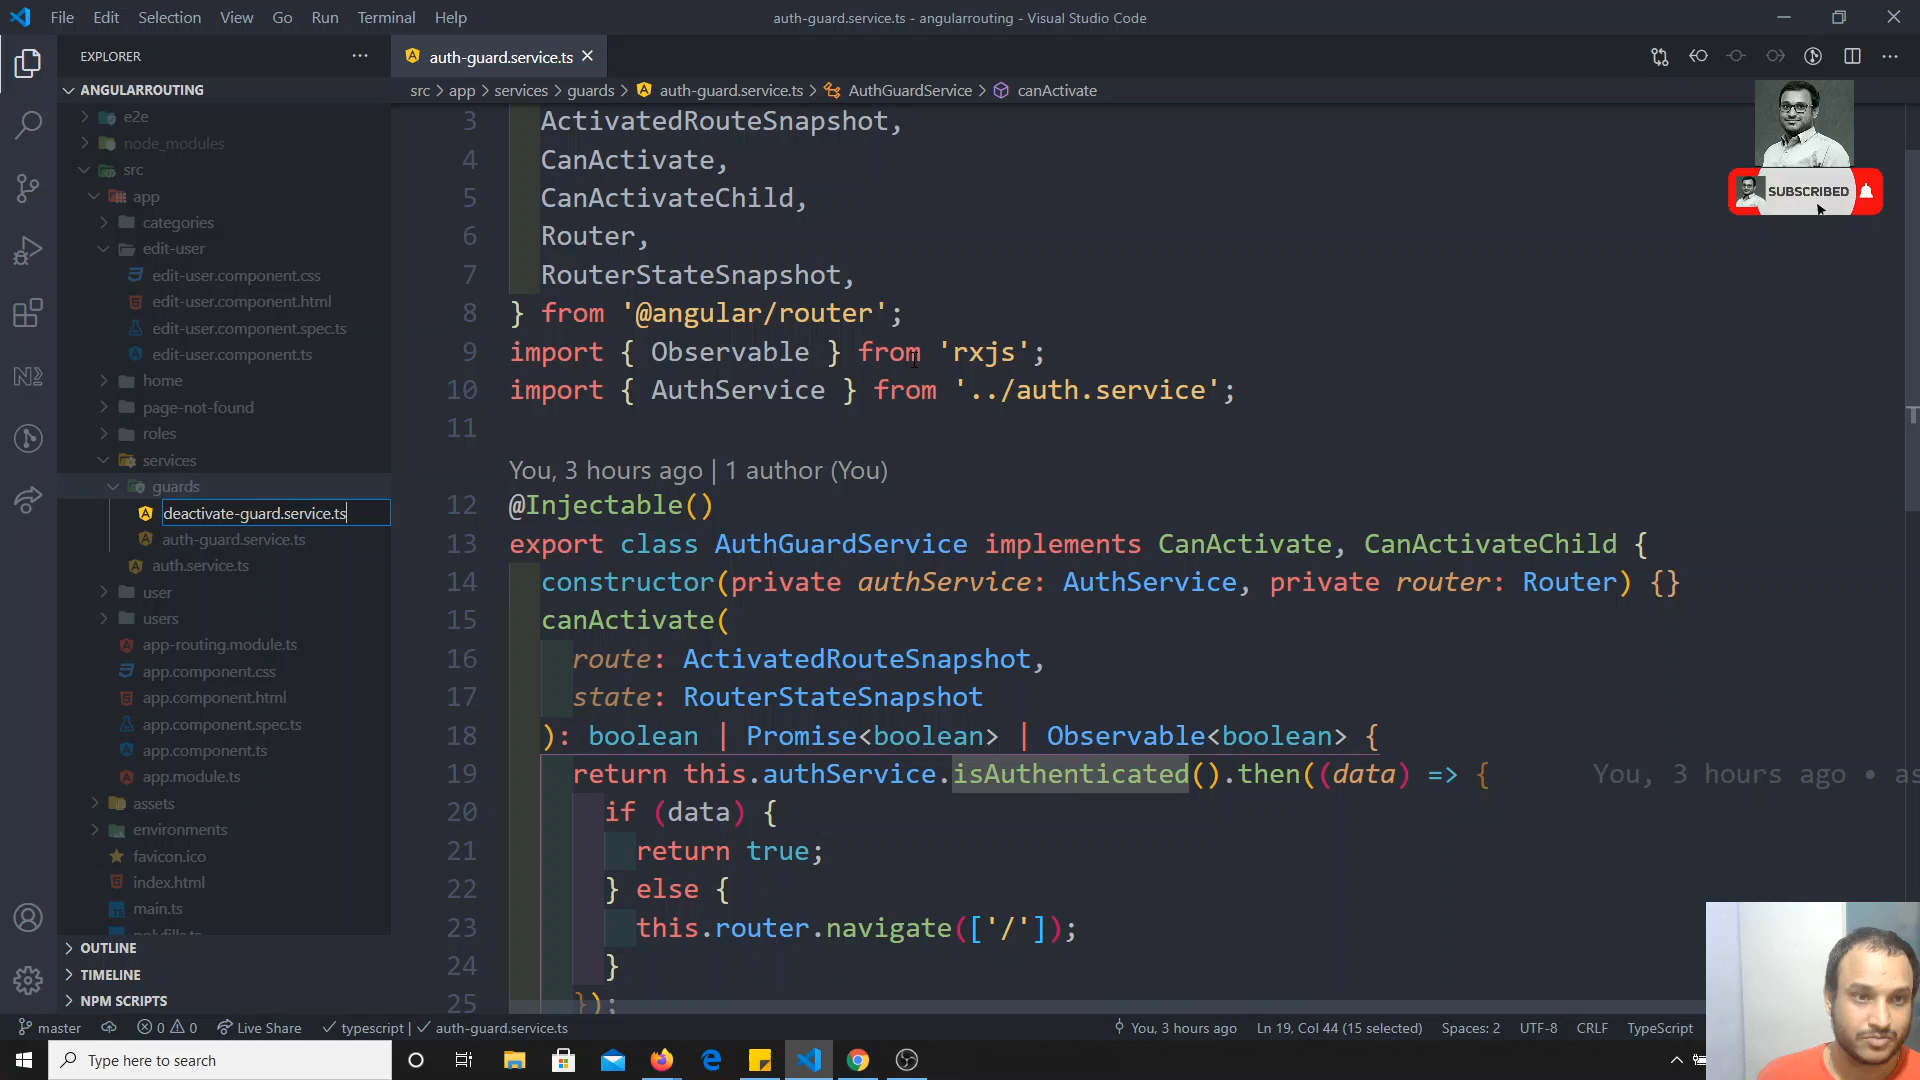 File Edit Selection View Go Run Terminal Help
auth-guard.service.ts - angularrouting - Visual Studio Code
EXPLORER
auth-guard.service.ts
ANGULARROUTING
src > app > services > guards > auth-guard.service.ts > AuthGuardService > canActivate
e2e
node_modules
src
app
categories
edit-user
edit-user.component.css
edit-user.component.html
edit-user.component.spec.ts
edit-user.component.ts
home
page-not-found
roles
services
guards
deactivate-guard.service.ts
auth-guard.service.ts
auth.service.ts
user
users
app-routing.module.ts
app.component.css
app.component.html
app.component.spec.ts
app.component.ts
app.module.ts
assets
environments
favicon.ico
index.html
main.ts
OUTLINE
TIMELINE
NPM SCRIPTS
3 ActivatedRouteSnapshot,
4 CanActivate,
5 CanActivateChild,
6 Router,
7 RouterStateSnapshot,
8 } from '@angular/router';
9 import { Observable } from 'rxjs';
10 import { AuthService } from '../auth.service';
11
You, 3 hours ago | 1 author (You)
12 @Injectable()
13 export class AuthGuardService implements CanActivate, CanActivateChild {
14 constructor(private authService: AuthService, private router: Router) {}
15 canActivate(
16 route: ActivatedRouteSnapshot,
17 state: RouterStateSnapshot
18 ): boolean | Promise<boolean> | Observable<boolean> {
19 return this.authService.isAuthenticated().then((data) => { You, 3 hours ago • as
20 if (data) {
21 return true;
22 } else {
23 this.router.navigate(['/']);
24 }
25 });
SUBSCRIBED
master 0 0 Live Share typescript | auth-guard.service.ts
You, 3 hours ago Ln 19, Col 44 (15 selected) Spaces: 2 UTF-8 CRLF TypeScript
Type here to search